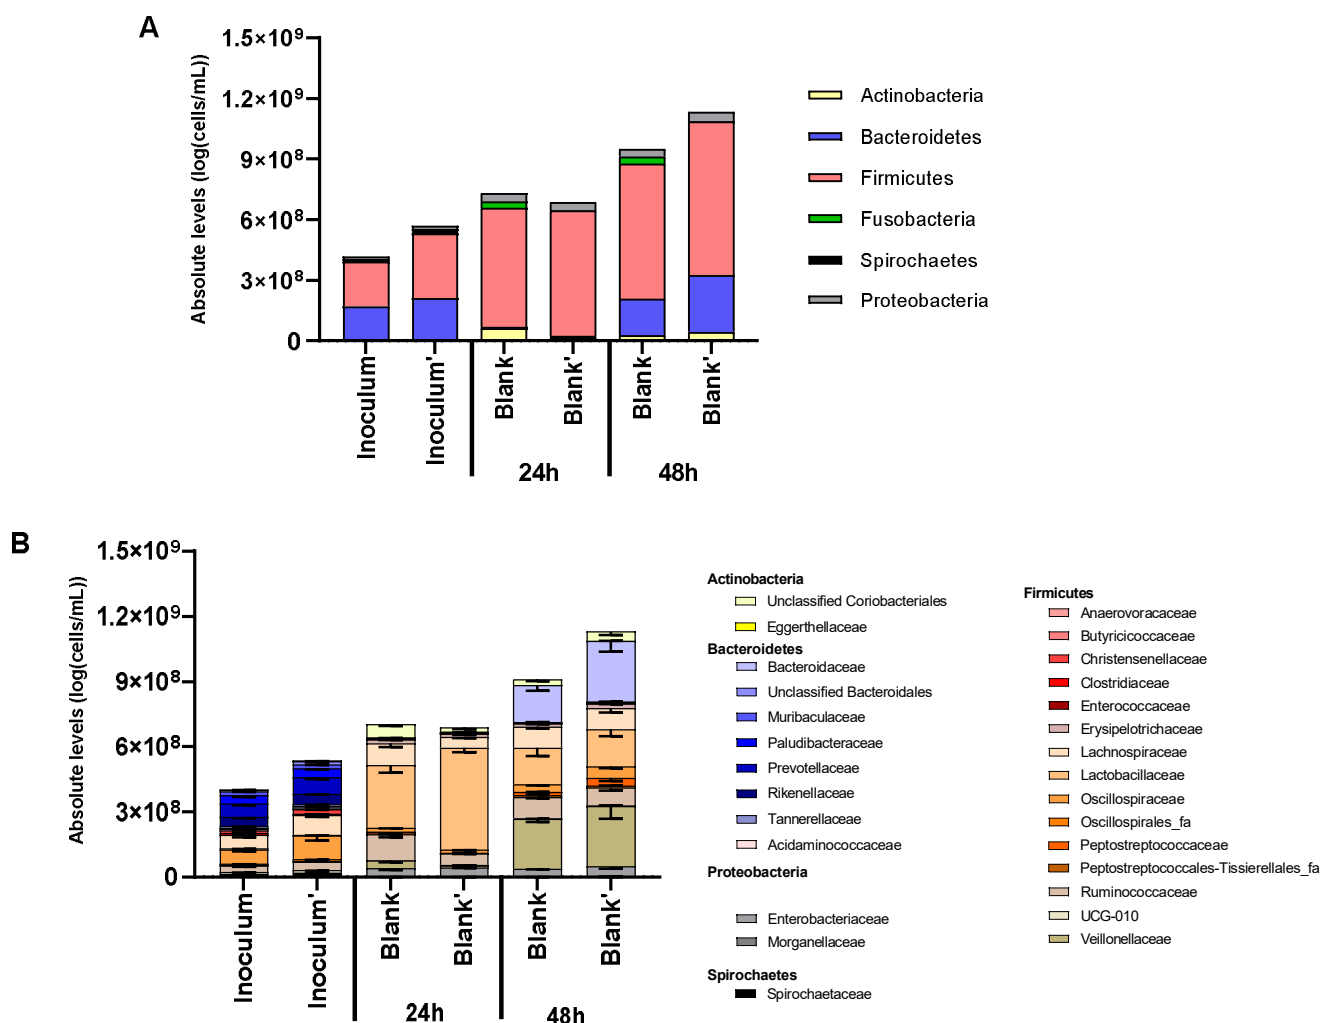 A
Absolute levels (log(cells/mL))
1.5×10⁹
1.2×10⁹
9×10⁸
6×10⁸
3×10⁸
0
Inoculum
Inoculum'
Blank
Blank'
Blank
Blank'
24h
48h
Actinobacteria
Bacteroidetes
Firmicutes
Fusobacteria
Spirochaetes
Proteobacteria
B
Absolute levels (log(cells/mL))
1.5×10⁹
1.2×10⁹
9×10⁸
6×10⁸
3×10⁸
0
Inoculum
Inoculum'
Blank
Blank'
Blank
Blank'
24h
48h
Actinobacteria
Unclassified Coriobacteriales
Eggerthellaceae
Bacteroidetes
Bacteroidaceae
Unclassified Bacteroidales
Muribaculaceae
Paludibacteraceae
Prevotellaceae
Rikenellaceae
Tannerellaceae
Acidaminococcaceae
Proteobacteria
Enterobacteriaceae
Morganellaceae
Spirochaetes
Spirochaetaceae
Firmicutes
Anaerovoracaceae
Butyricicoccaceae
Christensenellaceae
Clostridiaceae
Enterococcaceae
Erysipelotrichaceae
Lachnospiraceae
Lactobacillaceae
Oscillospiraceae
Oscillospirales_fa
Peptostreptococcaceae
Peptostreptococcales-Tissierellales_fa
Ruminococcaceae
UCG-010
Veillonellaceae